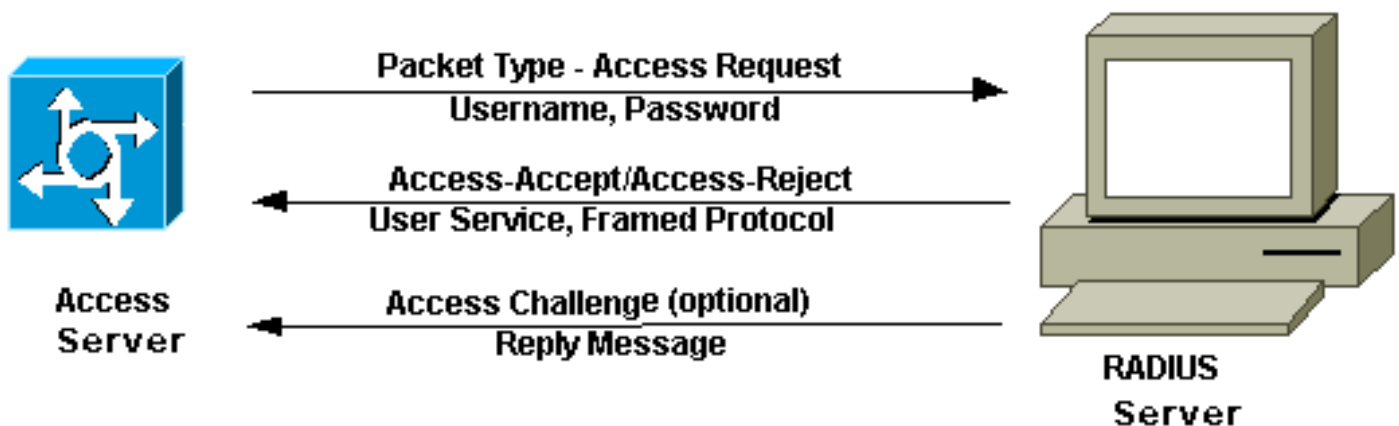 Packet Type - Access Request
Username, Password
Access-Accept/Access-Reject
User Service, Framed Protocol
Access Challenge (optional)
Reply Message
Access
Server
RADIUS
Server